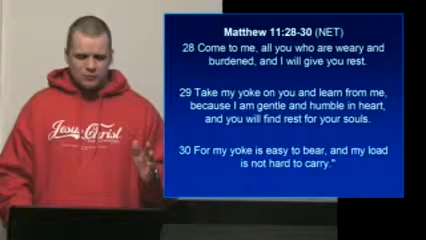 Matthew 11:28-30 (NET)
28 Come to me, all you who are weary and
burdened, and I will give you rest.
29 Take my yoke on you and learn from me,
because I am gentle and humble in heart,
and you will find rest for your souls.
30 For my yoke is easy to bear, and my load
is not hard to carry."
Jesus Christ